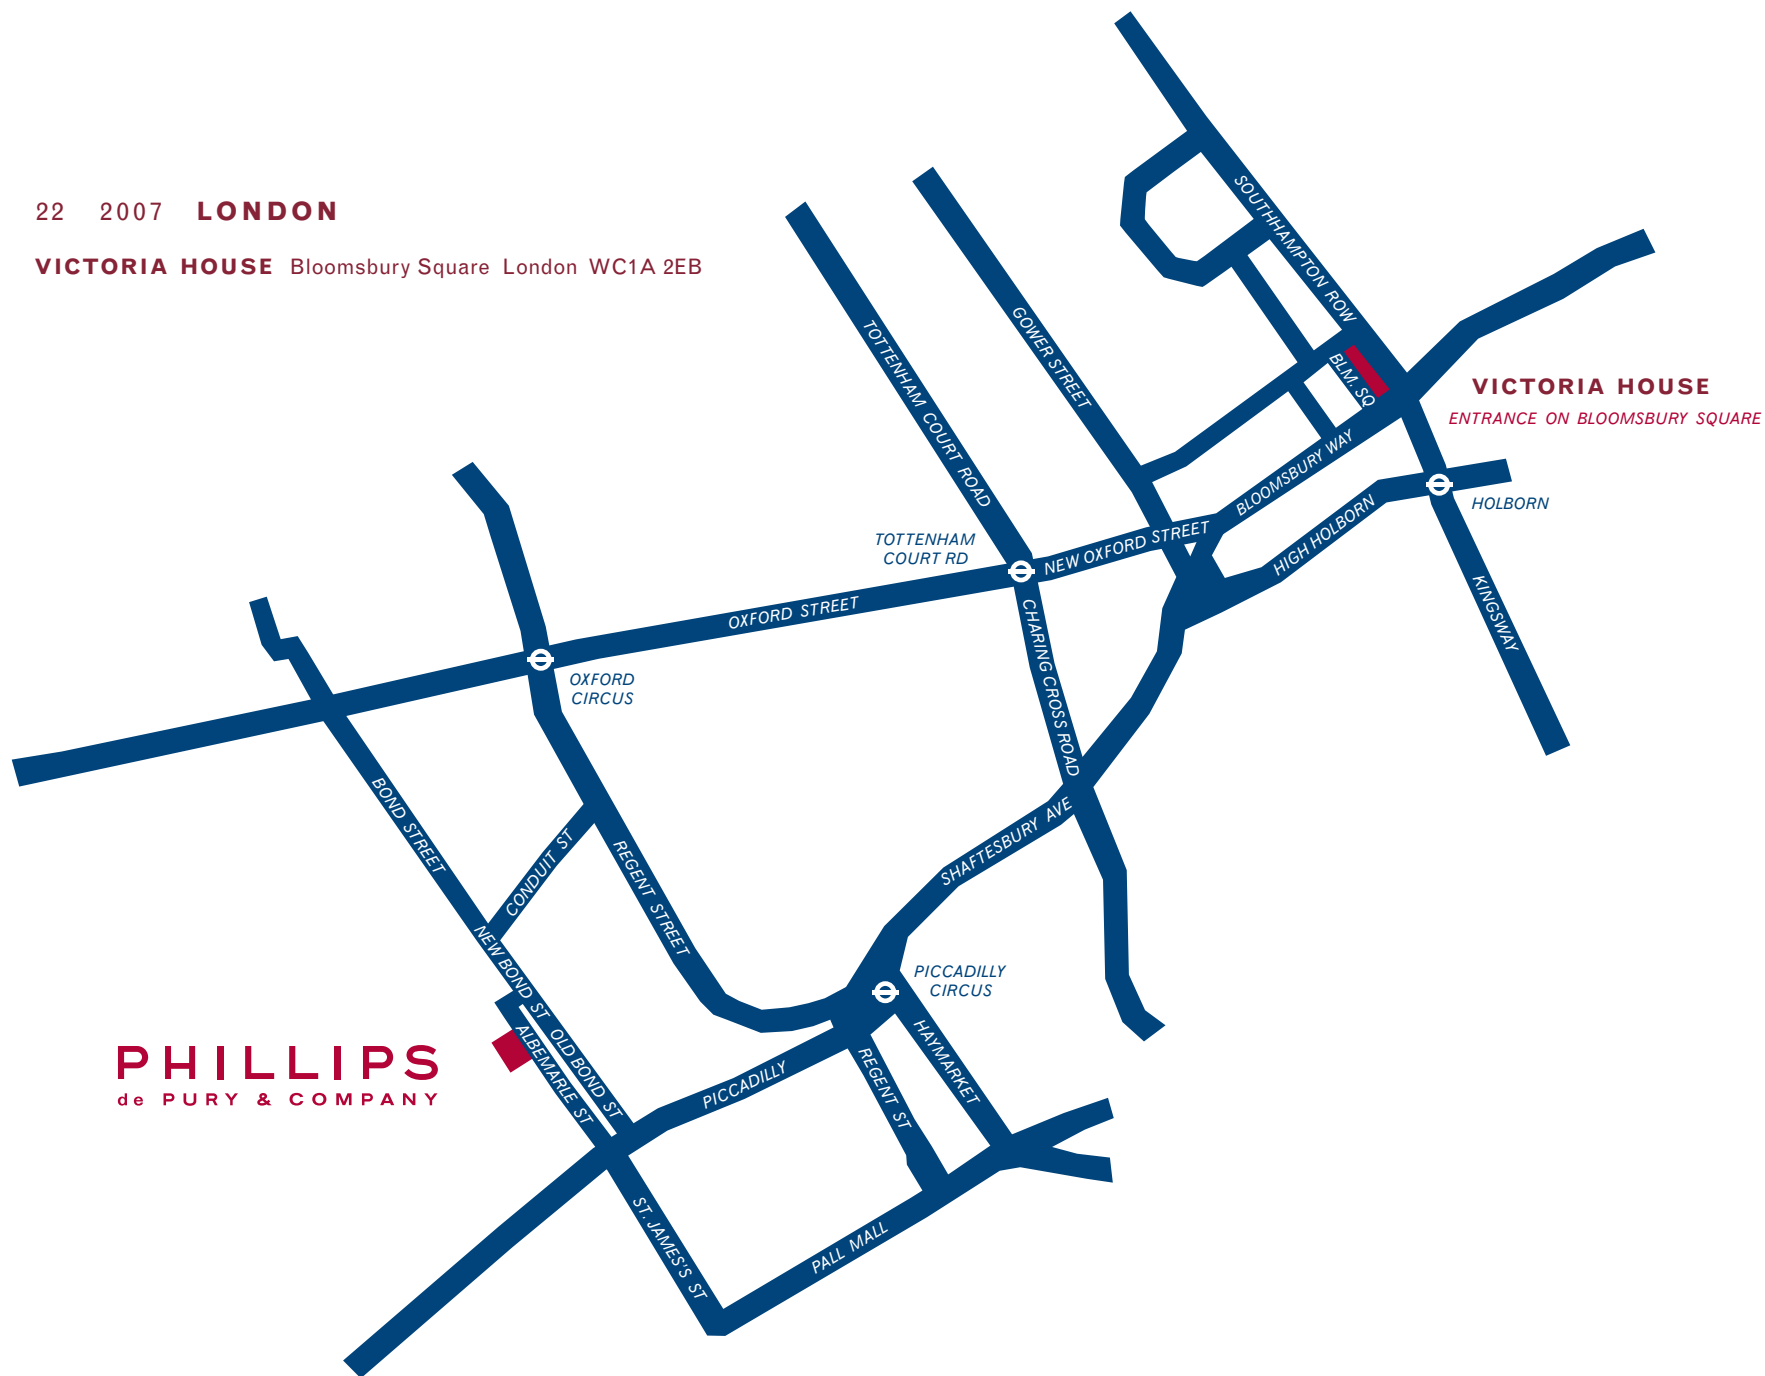 22 2007 LONDON
VICTORIA HOUSE Bloomsbury Square London WC1A 2EB
SOUTHHAMPTON ROW
GOWER STREET
TOTTENHAM COURT ROAD
BLM. SQ
VICTORIA HOUSE
ENTRANCE ON BLOOMSBURY SQUARE
BLOOMSBURY WAY
HIGH HOLBORN
HOLBORN
TOTTENHAM
COURT RD
NEW OXFORD STREET
KINGSWAY
OXFORD STREET
CHARING CROSS ROAD
OXFORD
CIRCUS
BOND STREET
CONDUIT ST
REGENT STREET
SHAFTESBURY AVE
NEW BOND ST
PICCADILLY
CIRCUS
OLD BOND ST
ALBEMARLE ST
HAYMARKET
REGENT ST
PICCADILLY
PHILLIPS
de PURY & COMPANY
ST. JAMES'S ST
PALL MALL